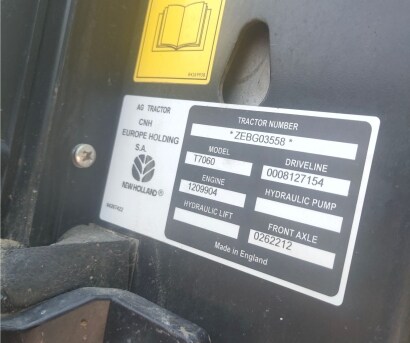 AG TRACTOR
CNH
EUROPE HOLDING
S.A.
NEW HOLLAND
TRACTOR NUMBER
*ZEBG03558*
MODEL
T7060
DRIVELINE
0008127154
ENGINE
1209904
HYDRAULIC PUMP
HYDRAULIC LIFT
FRONT AXLE
0262212
Made in England